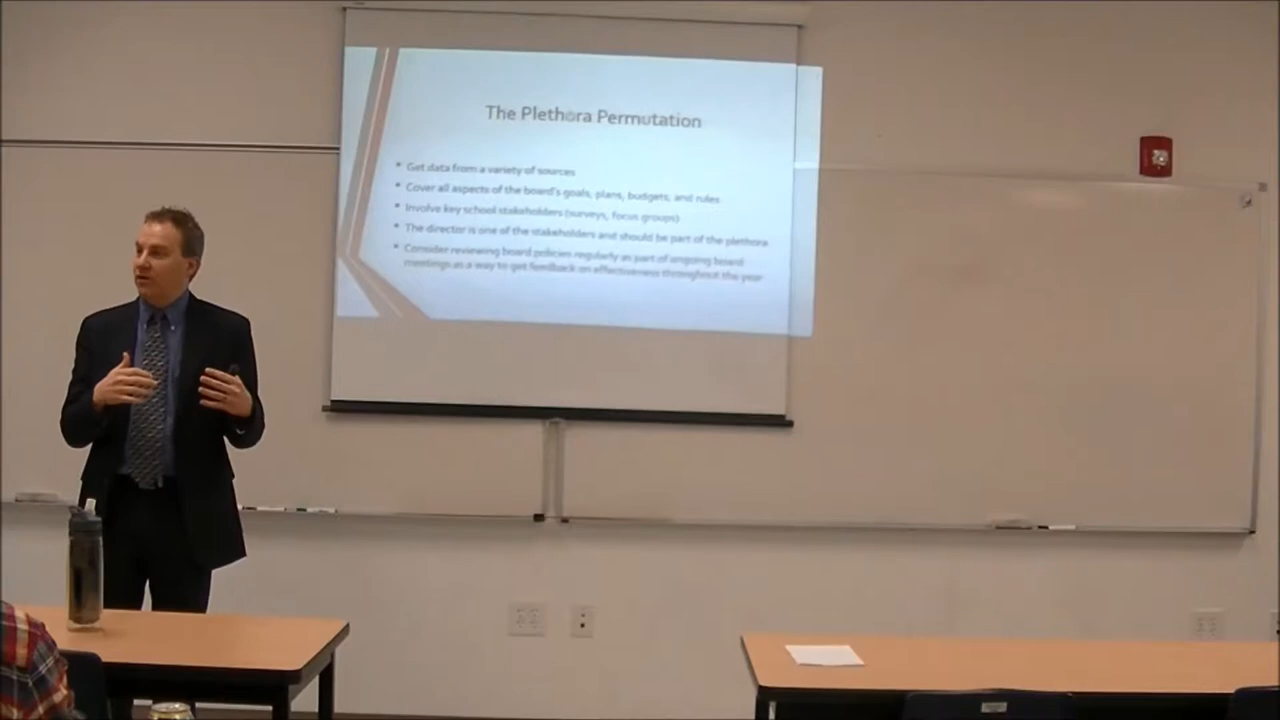 The Plethora Permutation
Get data from a variety of sources
Cover all aspects of the board's goals, plans, budgets, and rules
Involve key school stakeholders (surveys, focus groups)
The director is one of the stakeholders and should be part of the plethora
Consider reviewing board policies regularly as part of ongoing board
meetings as a way to get feedback on effectiveness throughout the year